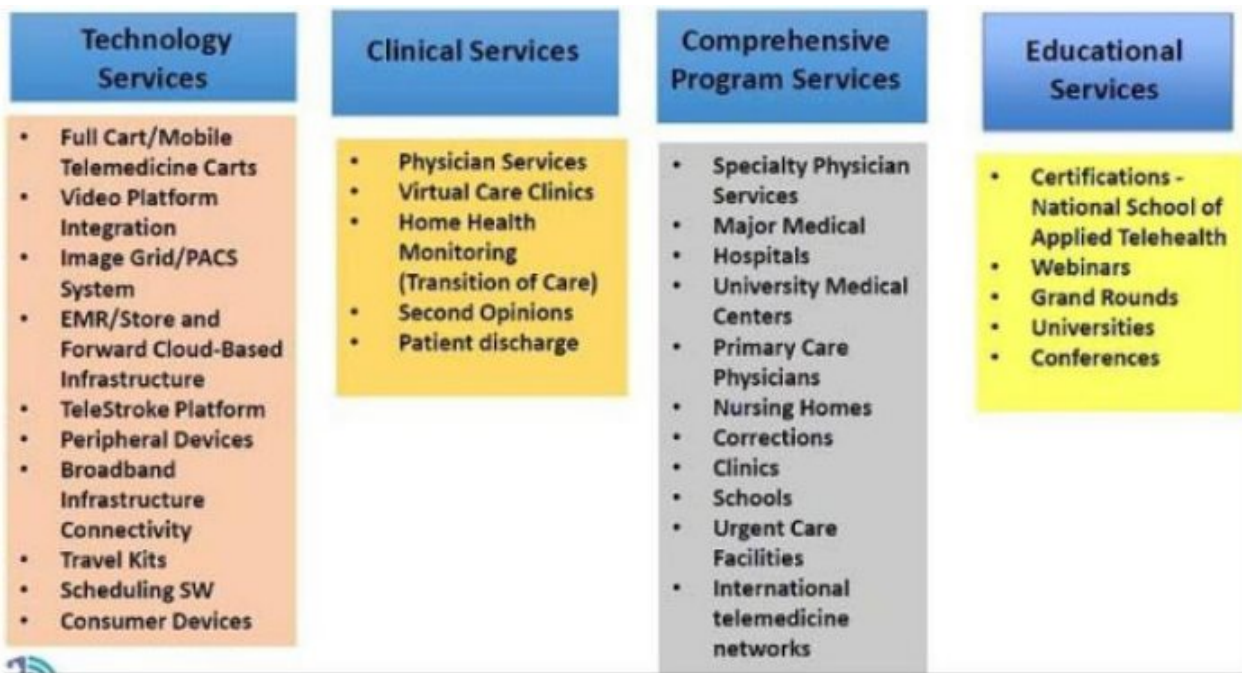 Technology
Services
• Full Cart/Mobile
Telemedicine Carts
• Video Platform
Integration
• Image Grid/PACS
System
• EMR/Store and
Forward Cloud-Based
Infrastructure
• TeleStroke Platform
• Peripheral Devices
• Broadband
Infrastructure
Connectivity
• Travel Kits
• Scheduling SW
• Consumer Devices
Clinical Services
• Physician Services
• Virtual Care Clinics
• Home Health
Monitoring
(Transition of Care)
• Second Opinions
• Patient discharge
Comprehensive
Program Services
• Specialty Physician
Services
• Major Medical
• Hospitals
• University Medical
Centers
• Primary Care
Physicians
• Nursing Homes
• Corrections
• Clinics
• Schools
• Urgent Care
Facilities
• International
telemedicine
networks
Educational
Services
• Certifications -
National School of
Applied Telehealth
• Webinars
• Grand Rounds
• Universities
• Conferences